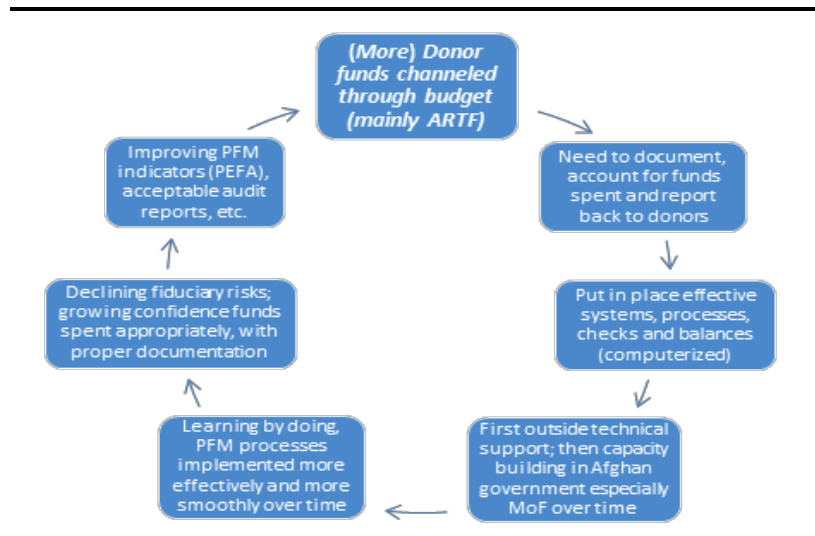 (More) Donor
funds channeled
through budget
(mainly ARTF)
Need to document,
account for funds
spent and report
back to donors
Put in place effective
systems, processes,
checks and balances
(computerized)
First outside technical
support; then capacity
building in Afghan
government especially
MoF over time
Learning by doing,
PFM processes
implemented more
effectively and more
smoothly over time
Declining fiduciary risks;
growing confidence funds
spent appropriately, with
proper documentation
Improving PFM
indicators (PEFA),
acceptable audit
reports, etc.